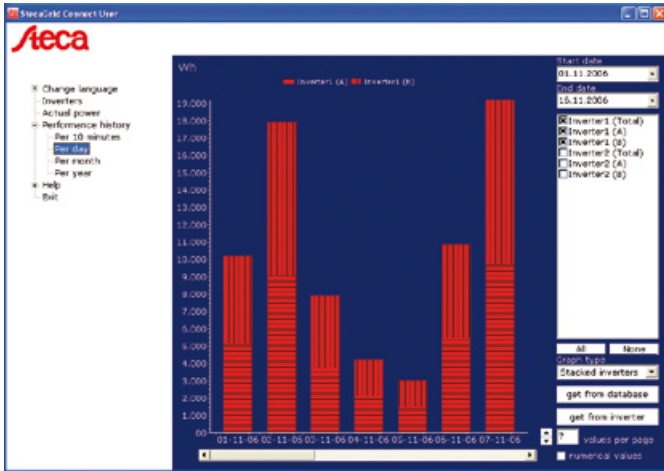 StecaGrid Connect User
Steca
Change language
Inverters
Actual power
Performance history
Per 10 minutes
Per day
Per month
Per year
Help
Exit
Wh
Inverter1 (A) Inverter1 (B)
19.000
18.000
17.000
16.000
15.000
14.000
13.000
12.000
11.000
10.000
9.000
8.000
7.000
6.000
5.000
4.000
3.000
2.000
1.000
00
01-11-06 02-11-06 03-11-06 04-11-06 05-11-06 06-11-06 07-11-06
Start date
01.11.2006
End date
16.11.2006
Inverter1 (Total)
Inverter1 (A)
Inverter1 (B)
Inverter2 (Total)
Inverter2 (A)
Inverter2 (B)
All None
Graph type
Stacked inverters
get from database
get from inverter
7 values per page
numerical values